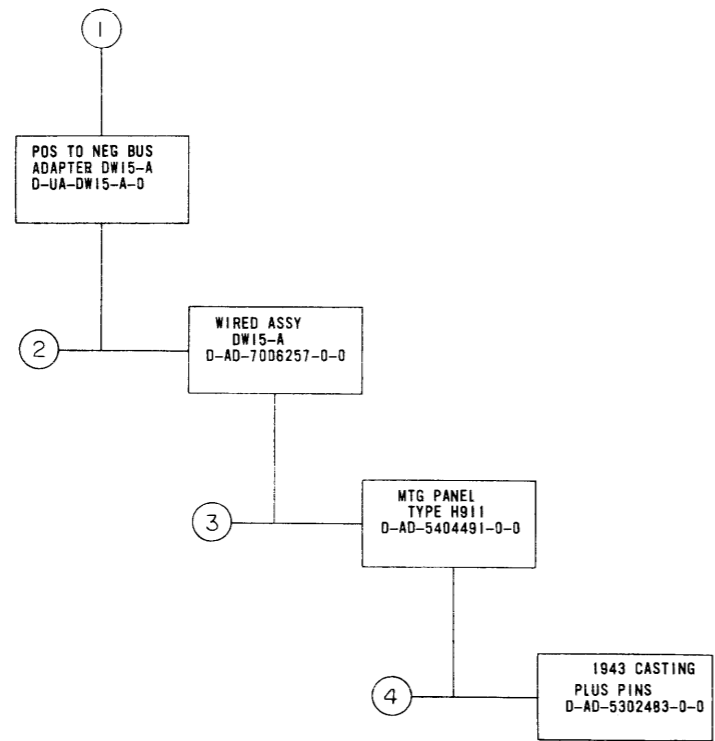 1
POS TO NEG BUS
ADAPTER DW15-A
D-UA-DW15-A-0
2
WIRED ASSY
DW15-A
D-AD-7006257-0-0
3
MTG PANEL
TYPE H911
D-AD-5404491-0-0
4
1943 CASTING
PLUS PINS
D-AD-5302483-0-0